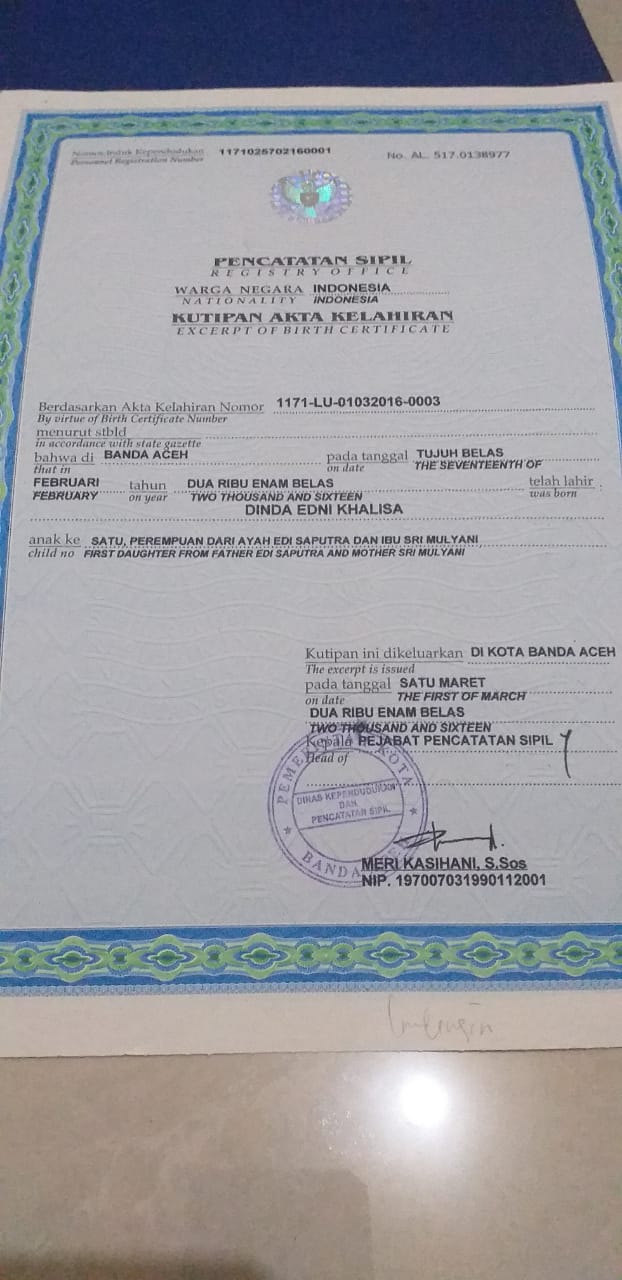 Nomor Induk Kependudukan 1171025702160001
Personnel Registration Number
No. AL. 517.0138977
PENCATATAN SIPIL
REGISTRY OFFICE
WARGA NEGARA INDONESIA
NATIONALITY INDONESIA
KUTIPAN AKTA KELAHIRAN
EXCERPT OF BIRTH CERTIFICATE
Berdasarkan Akta Kelahiran Nomor 1171-LU-01032016-0003
By virtue of Birth Certificate Number
menurut stbld
in accordance with state gazette
bahwa di BANDA ACEH pada tanggal TUJUH BELAS
that in on date THE SEVENTEENTH OF
FEBRUARI tahun DUA RIBU ENAM BELAS telah lahir
FEBRUARY on year TWO THOUSAND AND SIXTEEN was born
DINDA EDNI KHALISA
anak ke SATU, PEREMPUAN DARI AYAH EDI SAPUTRA DAN IBU SRI MULYANI
child no FIRST DAUGHTER FROM FATHER EDI SAPUTRA AND MOTHER SRI MULYANI
Kutipan ini dikeluarkan DI KOTA BANDA ACEH
The excerpt is issued
pada tanggal SATU MARET
on date THE FIRST OF MARCH
DUA RIBU ENAM BELAS
TWO THOUSAND AND SIXTEEN
Kepala PEJABAT PENCATATAN SIPIL
Head of
PEMERINTAH KOTA
DINAS KEPENDUDUKAN
DAN
PENCATATAN SIPIL
BANDA ACEH
MERI KASIHANI, S.Sos
NIP. 197007031990112001